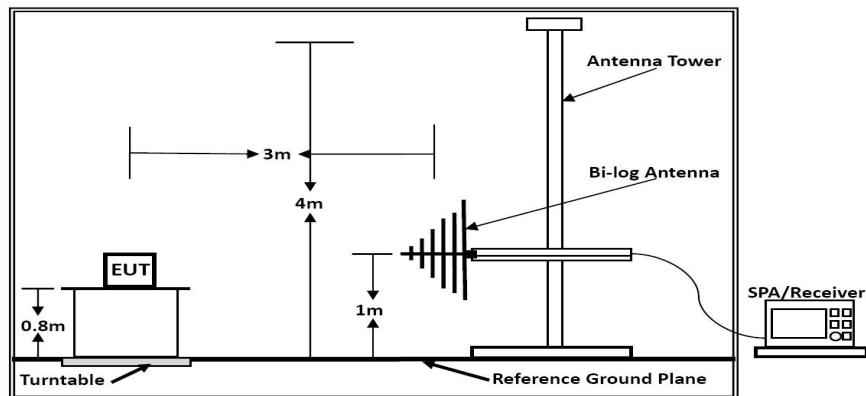 Antenna Tower
3m
Bi-log Antenna
4m
EUT
1m
SPA/Receiver
0.8m
Turntable
Reference Ground Plane